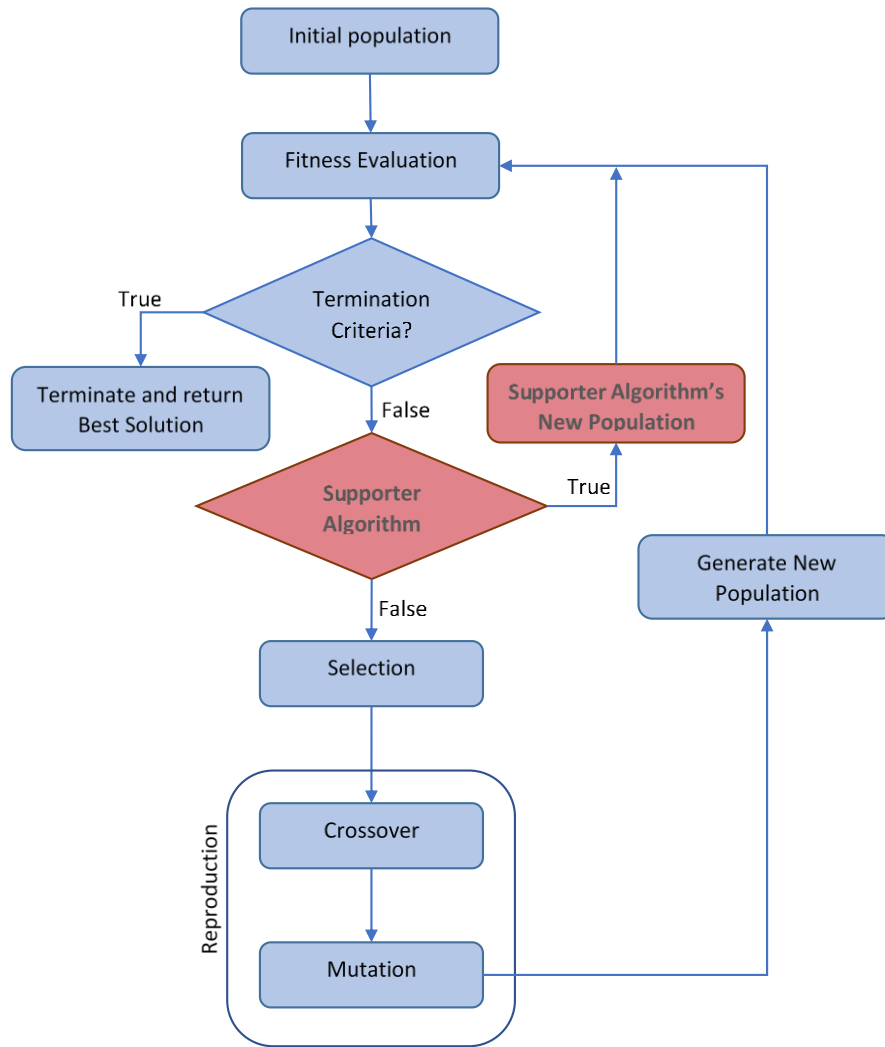 Initial population
Fitness Evaluation
Termination
Criteria?
True
Terminate and return
Best Solution
False
Supporter Algorithm's
New Population
True
Supporter
Algorithm
False
Generate New
Population
Selection
Reproduction
Crossover
Mutation